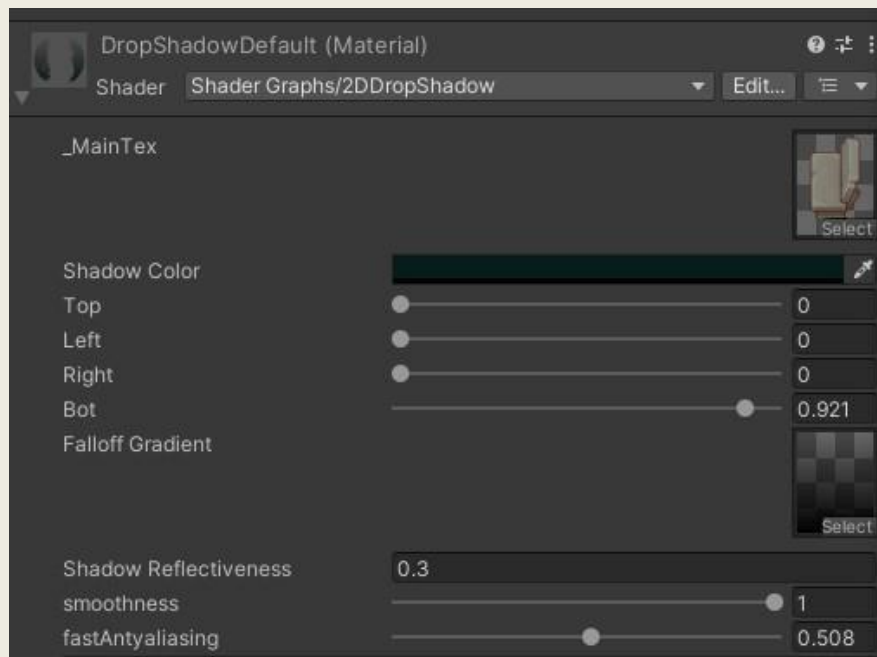 DropShadowDefault (Material)
Shader Shader Graphs/2DDropShadow Edit...
_MainTex
Select
Shadow Color
Top 0
Left 0
Right 0
Bot 0.921
Falloff Gradient
Select
Shadow Reflectiveness 0.3
smoothness 1
fastAntyaliasing 0.508